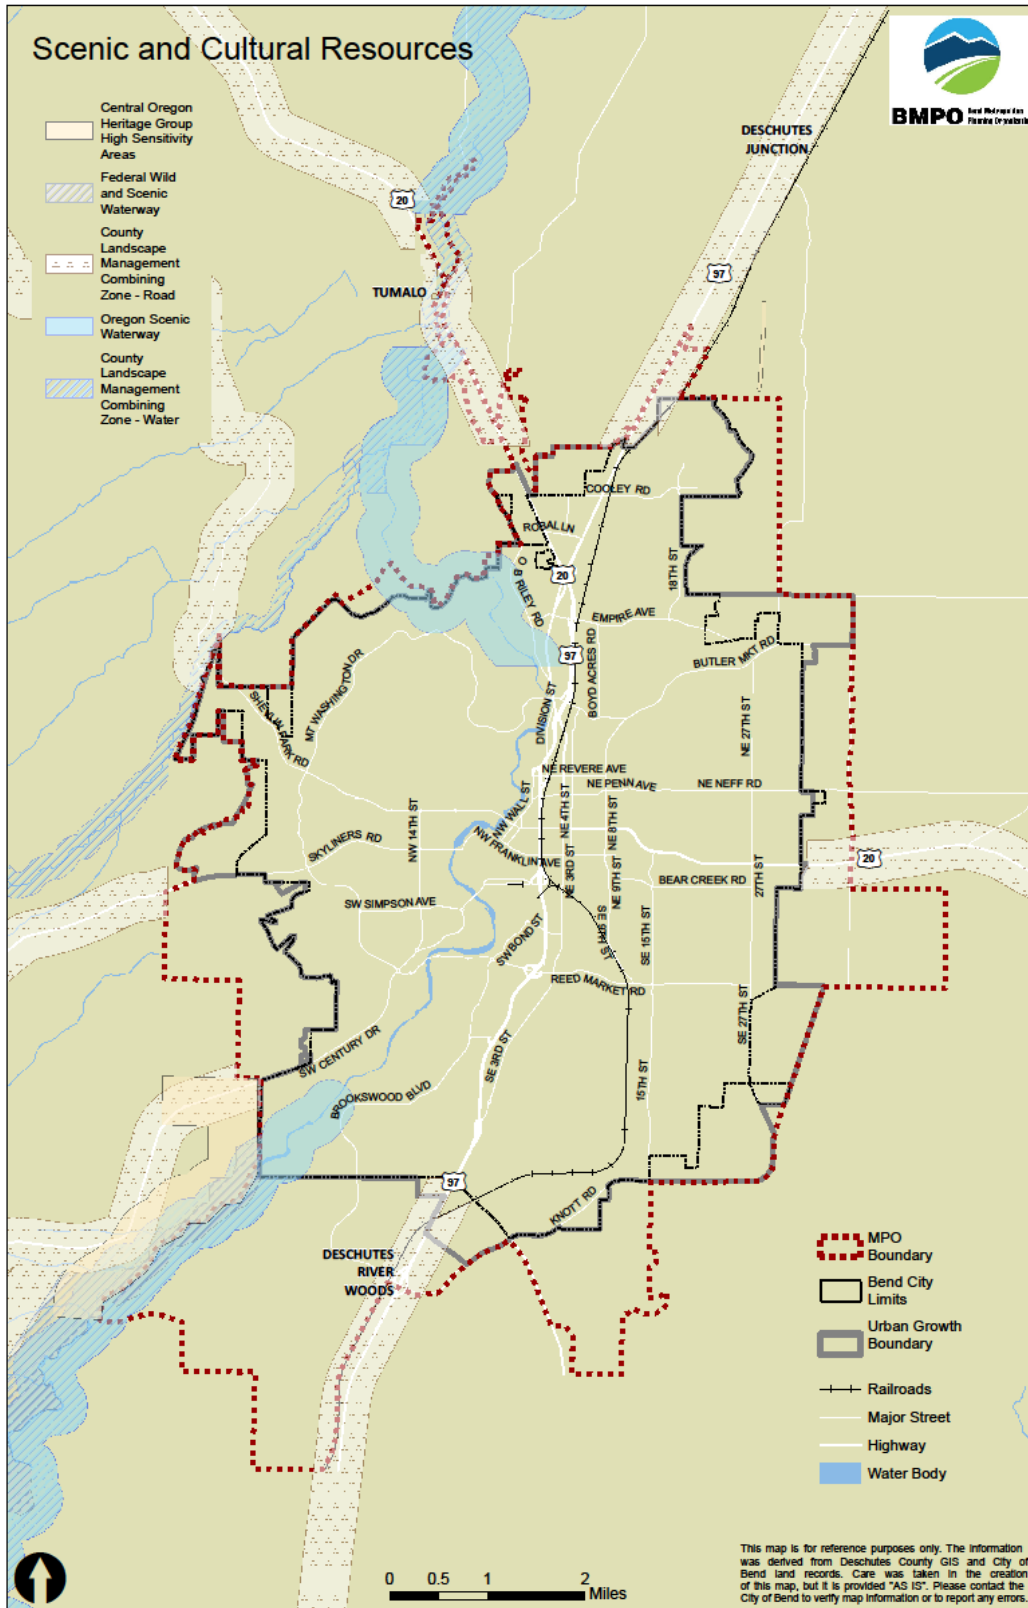 Scenic and Cultural Resources
Central Oregon
Heritage Group
High Sensitivity
Areas
Federal Wild
and Scenic
Waterway
County
Landscape
Management
Combining
Zone - Road
Oregon Scenic
Waterway
County
Landscape
Management
Combining
Zone - Water
BMPO
Bend Metropolitan
Planning Organization
DESCHUTES
JUNCTION
20
97
TUMALO
COOLEY RD
ROBAL LN
O B RILEY RD
20
18TH ST
EMPIRE AVE
BOYD ACRES RD
BUTLER MKT RD
97
MT WASHINGTON DR
SHEVLIN PARK RD
DIVISION ST
NE 27TH ST
NE REVERE AVE
NE PENN AVE
NE NEFF RD
NW WALL ST
NW 14TH ST
NE 4TH ST
NE 8TH ST
SKYLINERS RD
NW FRANKLIN AVE
NE 3RD ST
NE 9TH ST
BEAR CREEK RD
27TH ST
20
SW SIMPSON AVE
SW BOND ST
SE 9TH ST
SE 15TH ST
REED MARKET RD
SE 27TH ST
SW CENTURY DR
SE 3RD ST
BROOKSWOOD BLVD
15TH ST
97
KNOTT RD
DESCHUTES
RIVER
WOODS
MPO
Boundary
Bend City
Limits
Urban Growth
Boundary
Railroads
Major Street
Highway
Water Body
0 0.5 1 2
Miles
This map is for reference purposes only. The information
was derived from Deschutes County GIS and City of
Bend land records. Care was taken in the creation
of this map, but it is provided "AS IS". Please contact the
City of Bend to verify map information or to report any errors.